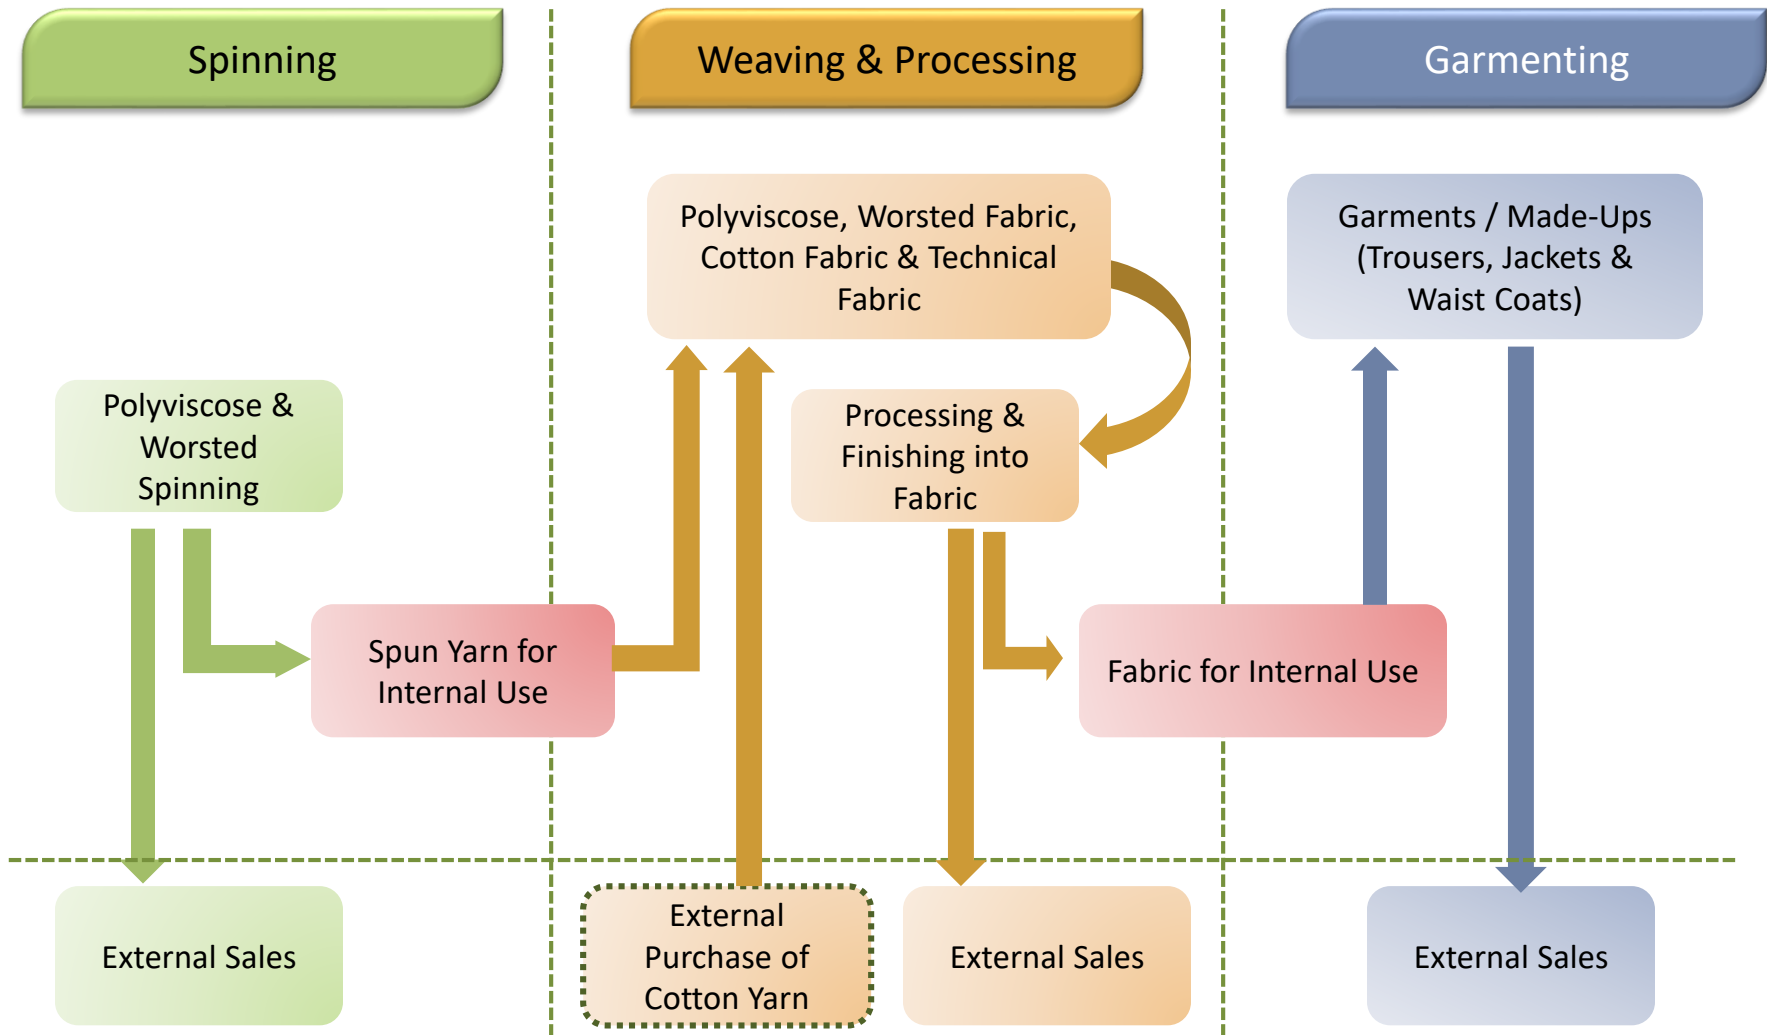 Spinning
Weaving & Processing
Garmenting
Polyviscose, Worsted Fabric,
Cotton Fabric & Technical
Fabric
Garments / Made-Ups
(Trousers, Jackets &
Waist Coats)
Polyviscose &
Worsted
Spinning
Processing &
Finishing into
Fabric
Spun Yarn for
Internal Use
Fabric for Internal Use
External Sales
External
Purchase of
Cotton Yarn
External Sales
External Sales